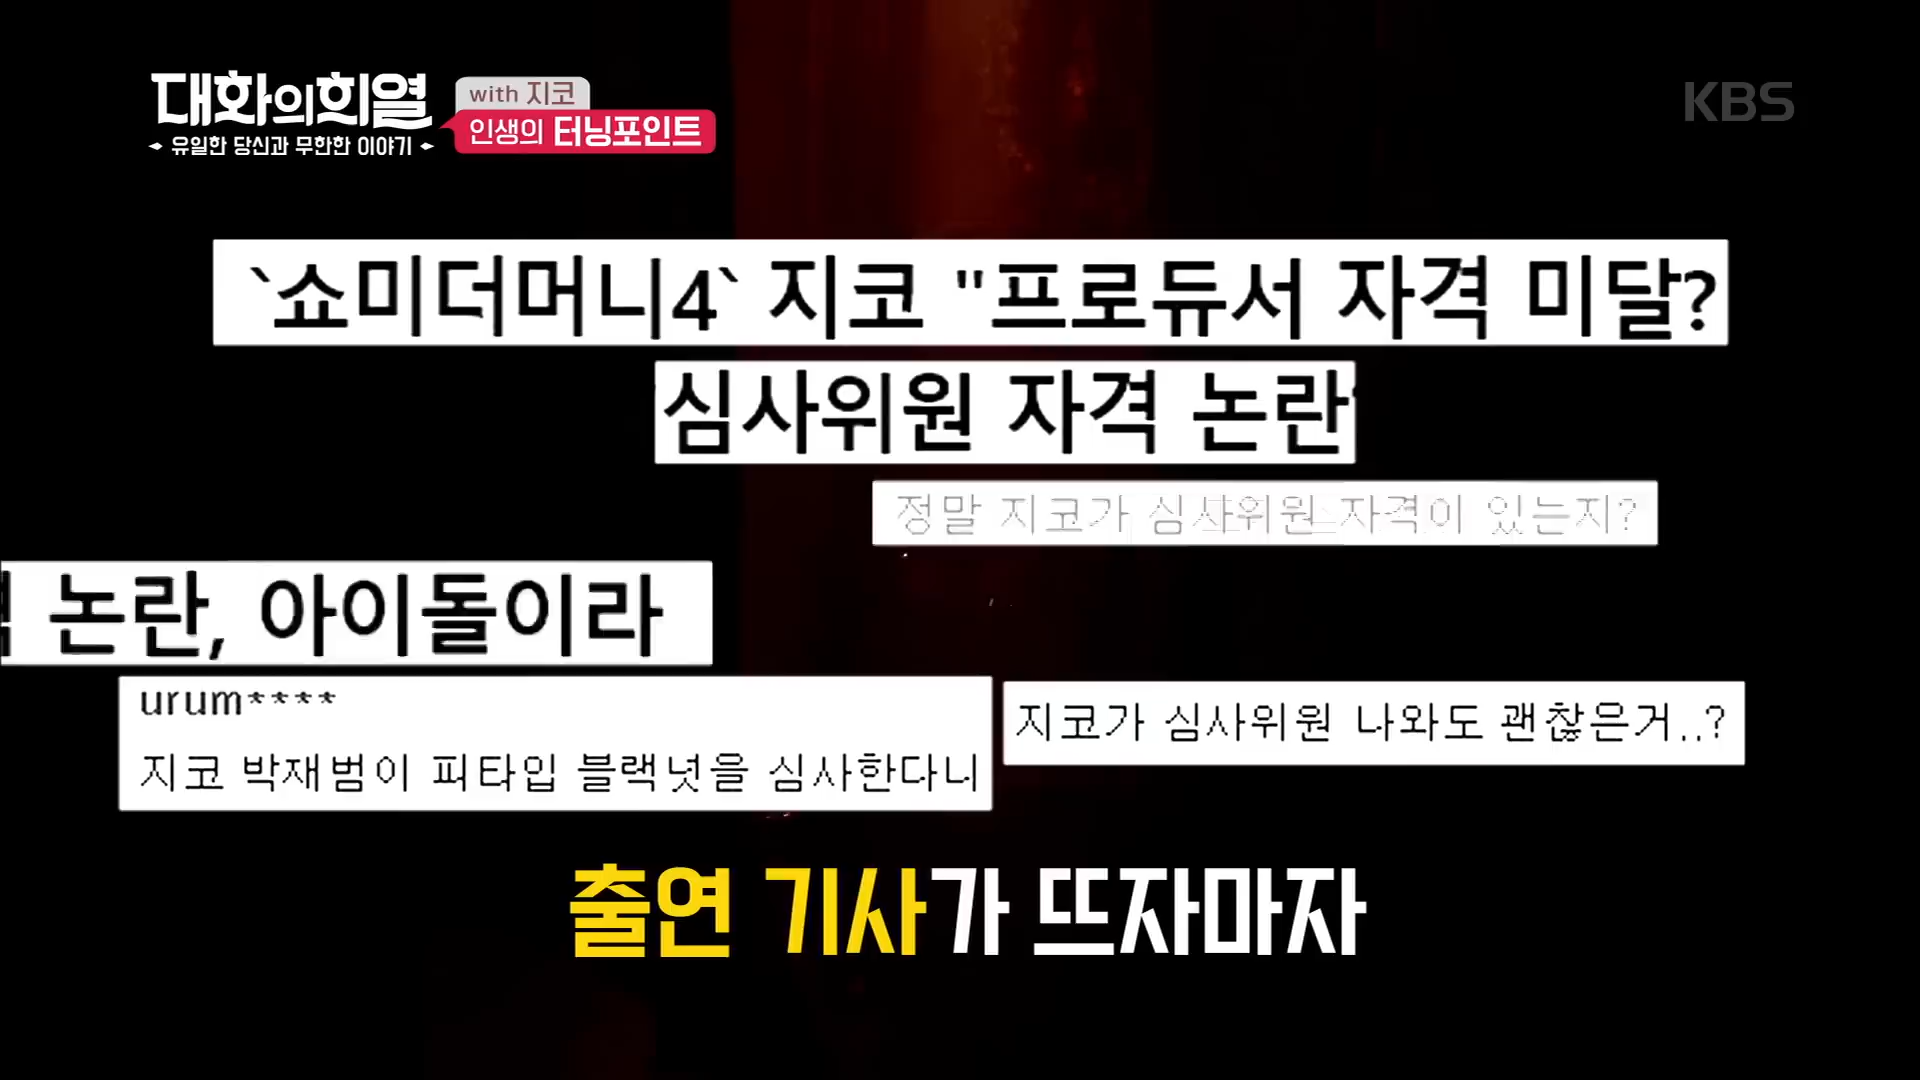 대화의희열
유일한 당신과 무한한 이야기
with 지코
인생의 터닝포인트
KBS
`쇼미더머니4` 지코 "프로듀서 자격 미달?
심사위원 자격 논란
정말 지코가 심사위원 자격이 있는지?
논란, 아이돌이라
urum****
지코 박재범이 피타입 블랙넛을 심사한다니
지코가 심사위원 나와도 괜찮은거..?
출연 기사가 뜨자마자